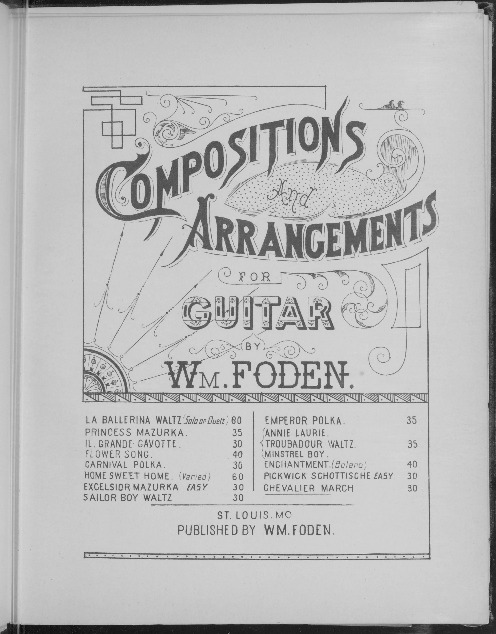 COMPOSITIONS
And
ARRANGEMENTS
FOR
GUITAR
BY
WM. FODEN.
LA BALLERINA WALTZ (Solo or Duett) 60
PRINCESS MAZURKA. 35
IL GRANDE GAVOTTE. 30
FLOWER SONG. 40
CARNIVAL POLKA. 30
HOME SWEET HOME. (Varied) 60
EXCELSIOR MAZURKA EASY 30
SAILOR BOY WALTZ 30
EMPEROR POLKA. 35
ANNIE LAURIE.
TROUBADOUR WALTZ. 35
MINSTREL BOY.
ENCHANTMENT. (Bolero) 40
PICKWICK SCHOTTISCHE EASY 30
CHEVALIER MARCH 30
ST. LOUIS. MO
PUBLISHED BY WM. FODEN.